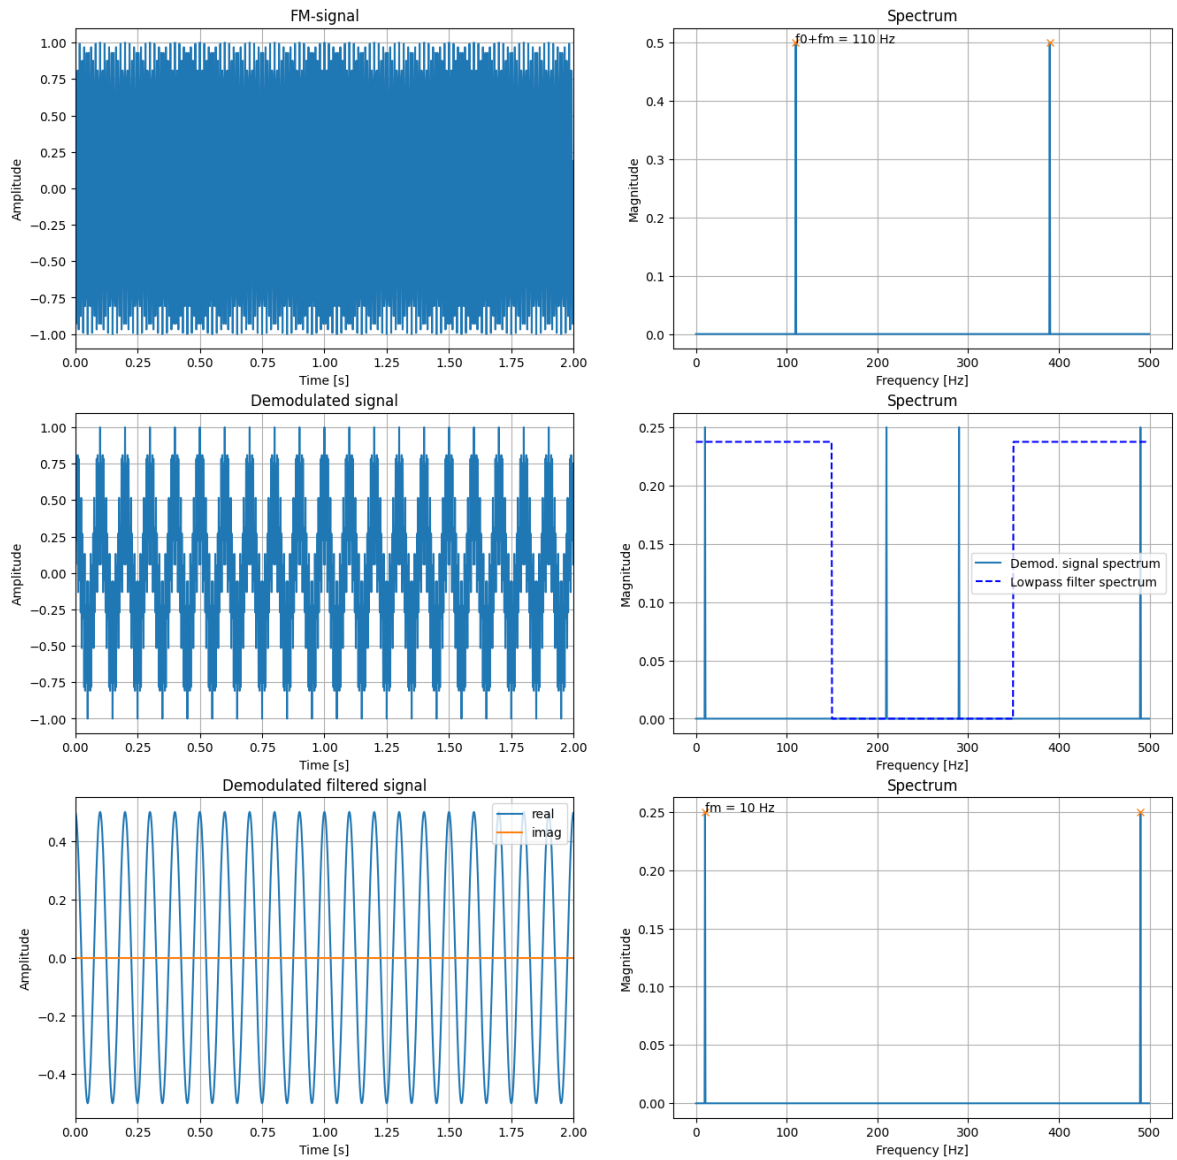 FM-signal
1.00
0.75
0.50
0.25
0.00
−0.25
−0.50
−0.75
−1.00
Amplitude
0.00 0.25 0.50 0.75 1.00 1.25 1.50 1.75 2.00
Time [s]
Spectrum
f0+fm = 110 Hz
0.5
0.4
0.3
0.2
0.1
0.0
Magnitude
0 100 200 300 400 500
Frequency [Hz]
Demodulated signal
1.00
0.75
0.50
0.25
0.00
−0.25
−0.50
−0.75
−1.00
Amplitude
0.00 0.25 0.50 0.75 1.00 1.25 1.50 1.75 2.00
Time [s]
Spectrum
0.25
0.20
0.15
0.10
0.05
0.00
Magnitude
Demod. signal spectrum
Lowpass filter spectrum
0 100 200 300 400 500
Frequency [Hz]
Demodulated filtered signal
real
imag
0.4
0.2
0.0
−0.2
−0.4
Amplitude
0.00 0.25 0.50 0.75 1.00 1.25 1.50 1.75 2.00
Time [s]
Spectrum
fm = 10 Hz
0.25
0.20
0.15
0.10
0.05
0.00
Magnitude
0 100 200 300 400 500
Frequency [Hz]